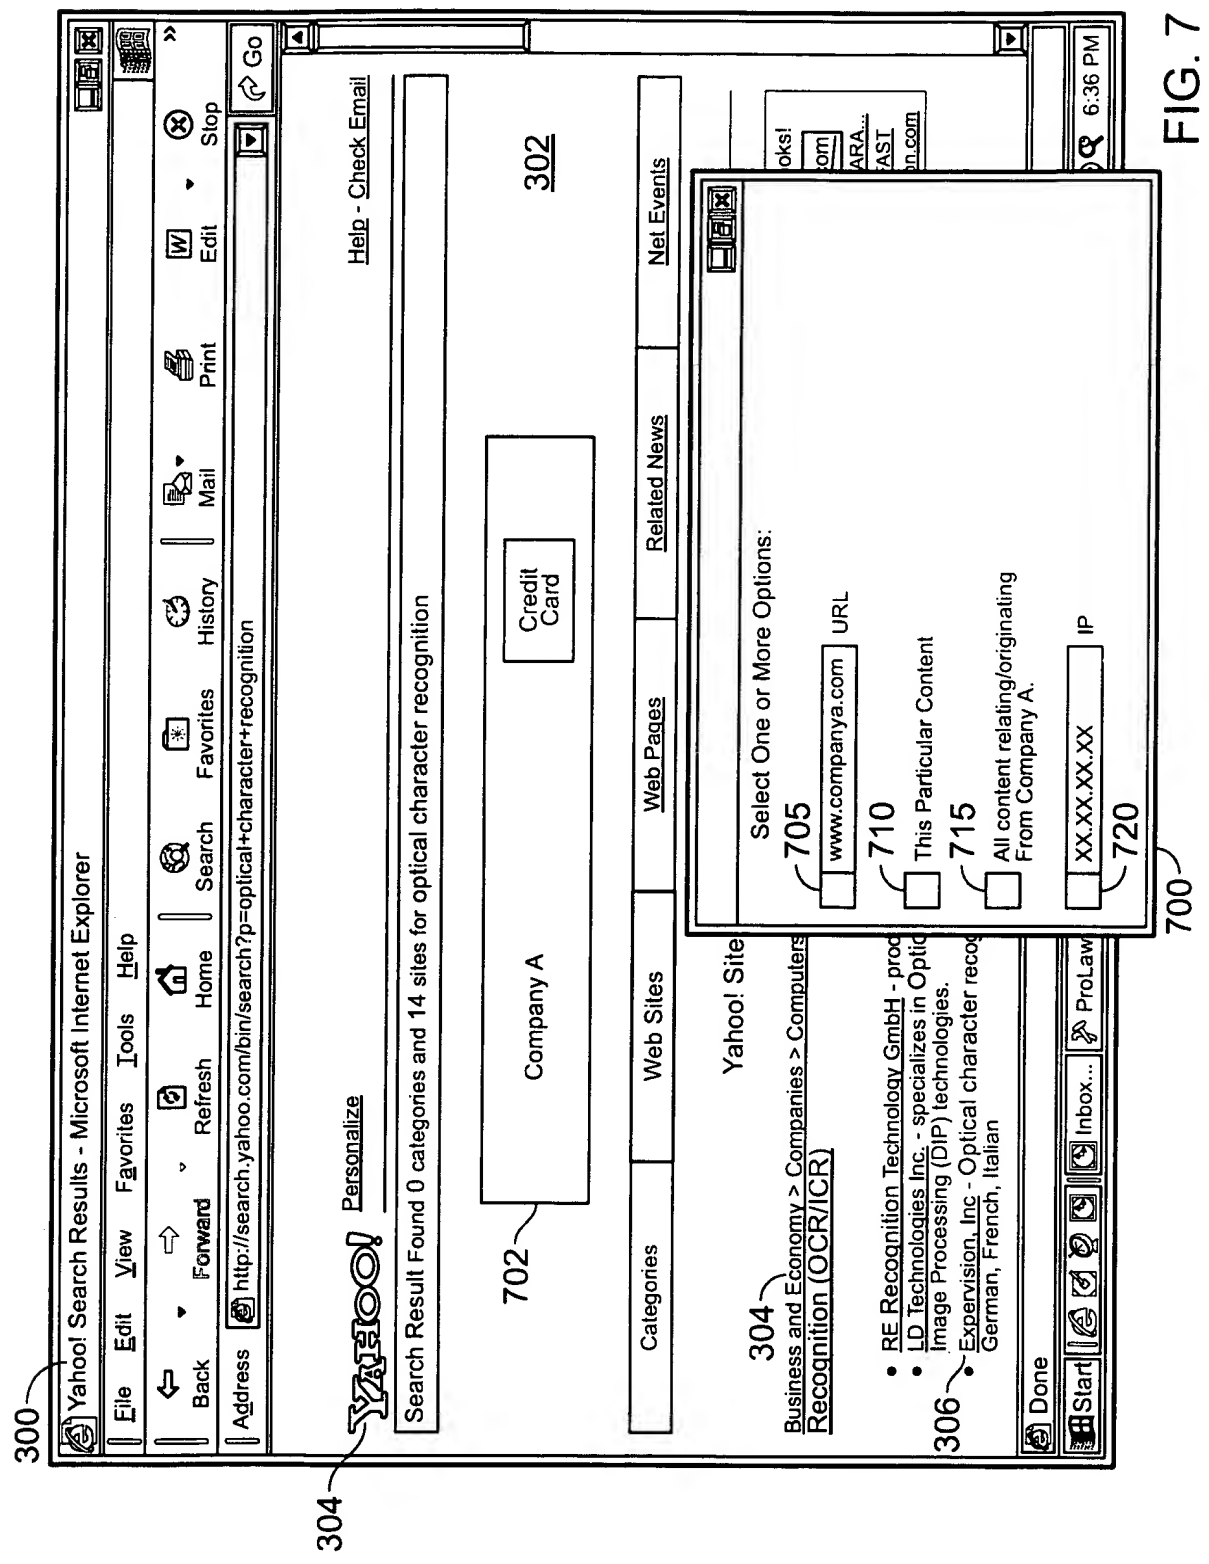 300
Yahoo! Search Results - Microsoft Internet Explorer
File Edit View Favorites Tools Help
»
Back Forward Refresh Home Search Favorites History Mail Print Edit Stop
Address http://search.yahoo.com/bin/search?p=optical+character+recognition Go
304
YAHOO! Personalize
Help - Check Email
Search Result Found 0 categories and 14 sites for optical character recognition
302
702
Company A
Credit
Card
Categories Web Sites Web Pages Related News Net Events
Yahoo! Site
304
Business and Economy > Companies > Computers
Recognition (OCR/ICR)
• RE Recognition Technology GmbH - prod
• LD Technologies Inc. - specializes in Optic
Image Processing (DIP) technologies.
306
• Expervision, Inc - Optical character recog
German, French, Italian
ooks!
com
ARA...
FAST
on.com
Select One or More Options:
705
www.companya.com URL
710
This Particular Content
715
All content relating/originating
From Company A.
XX.XX.XX.XX IP
720
700
Done
Start Inbox... ProLaw 6:36 PM
FIG. 7